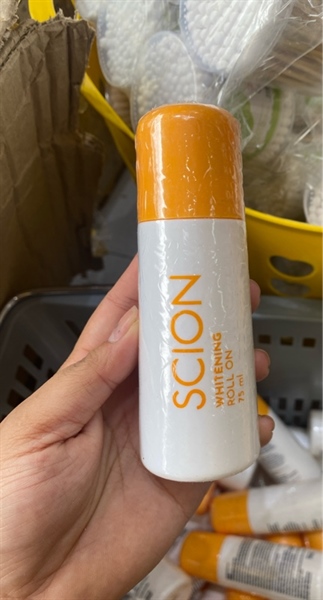 SCION
WHITENING
ROLL ON
75 ml